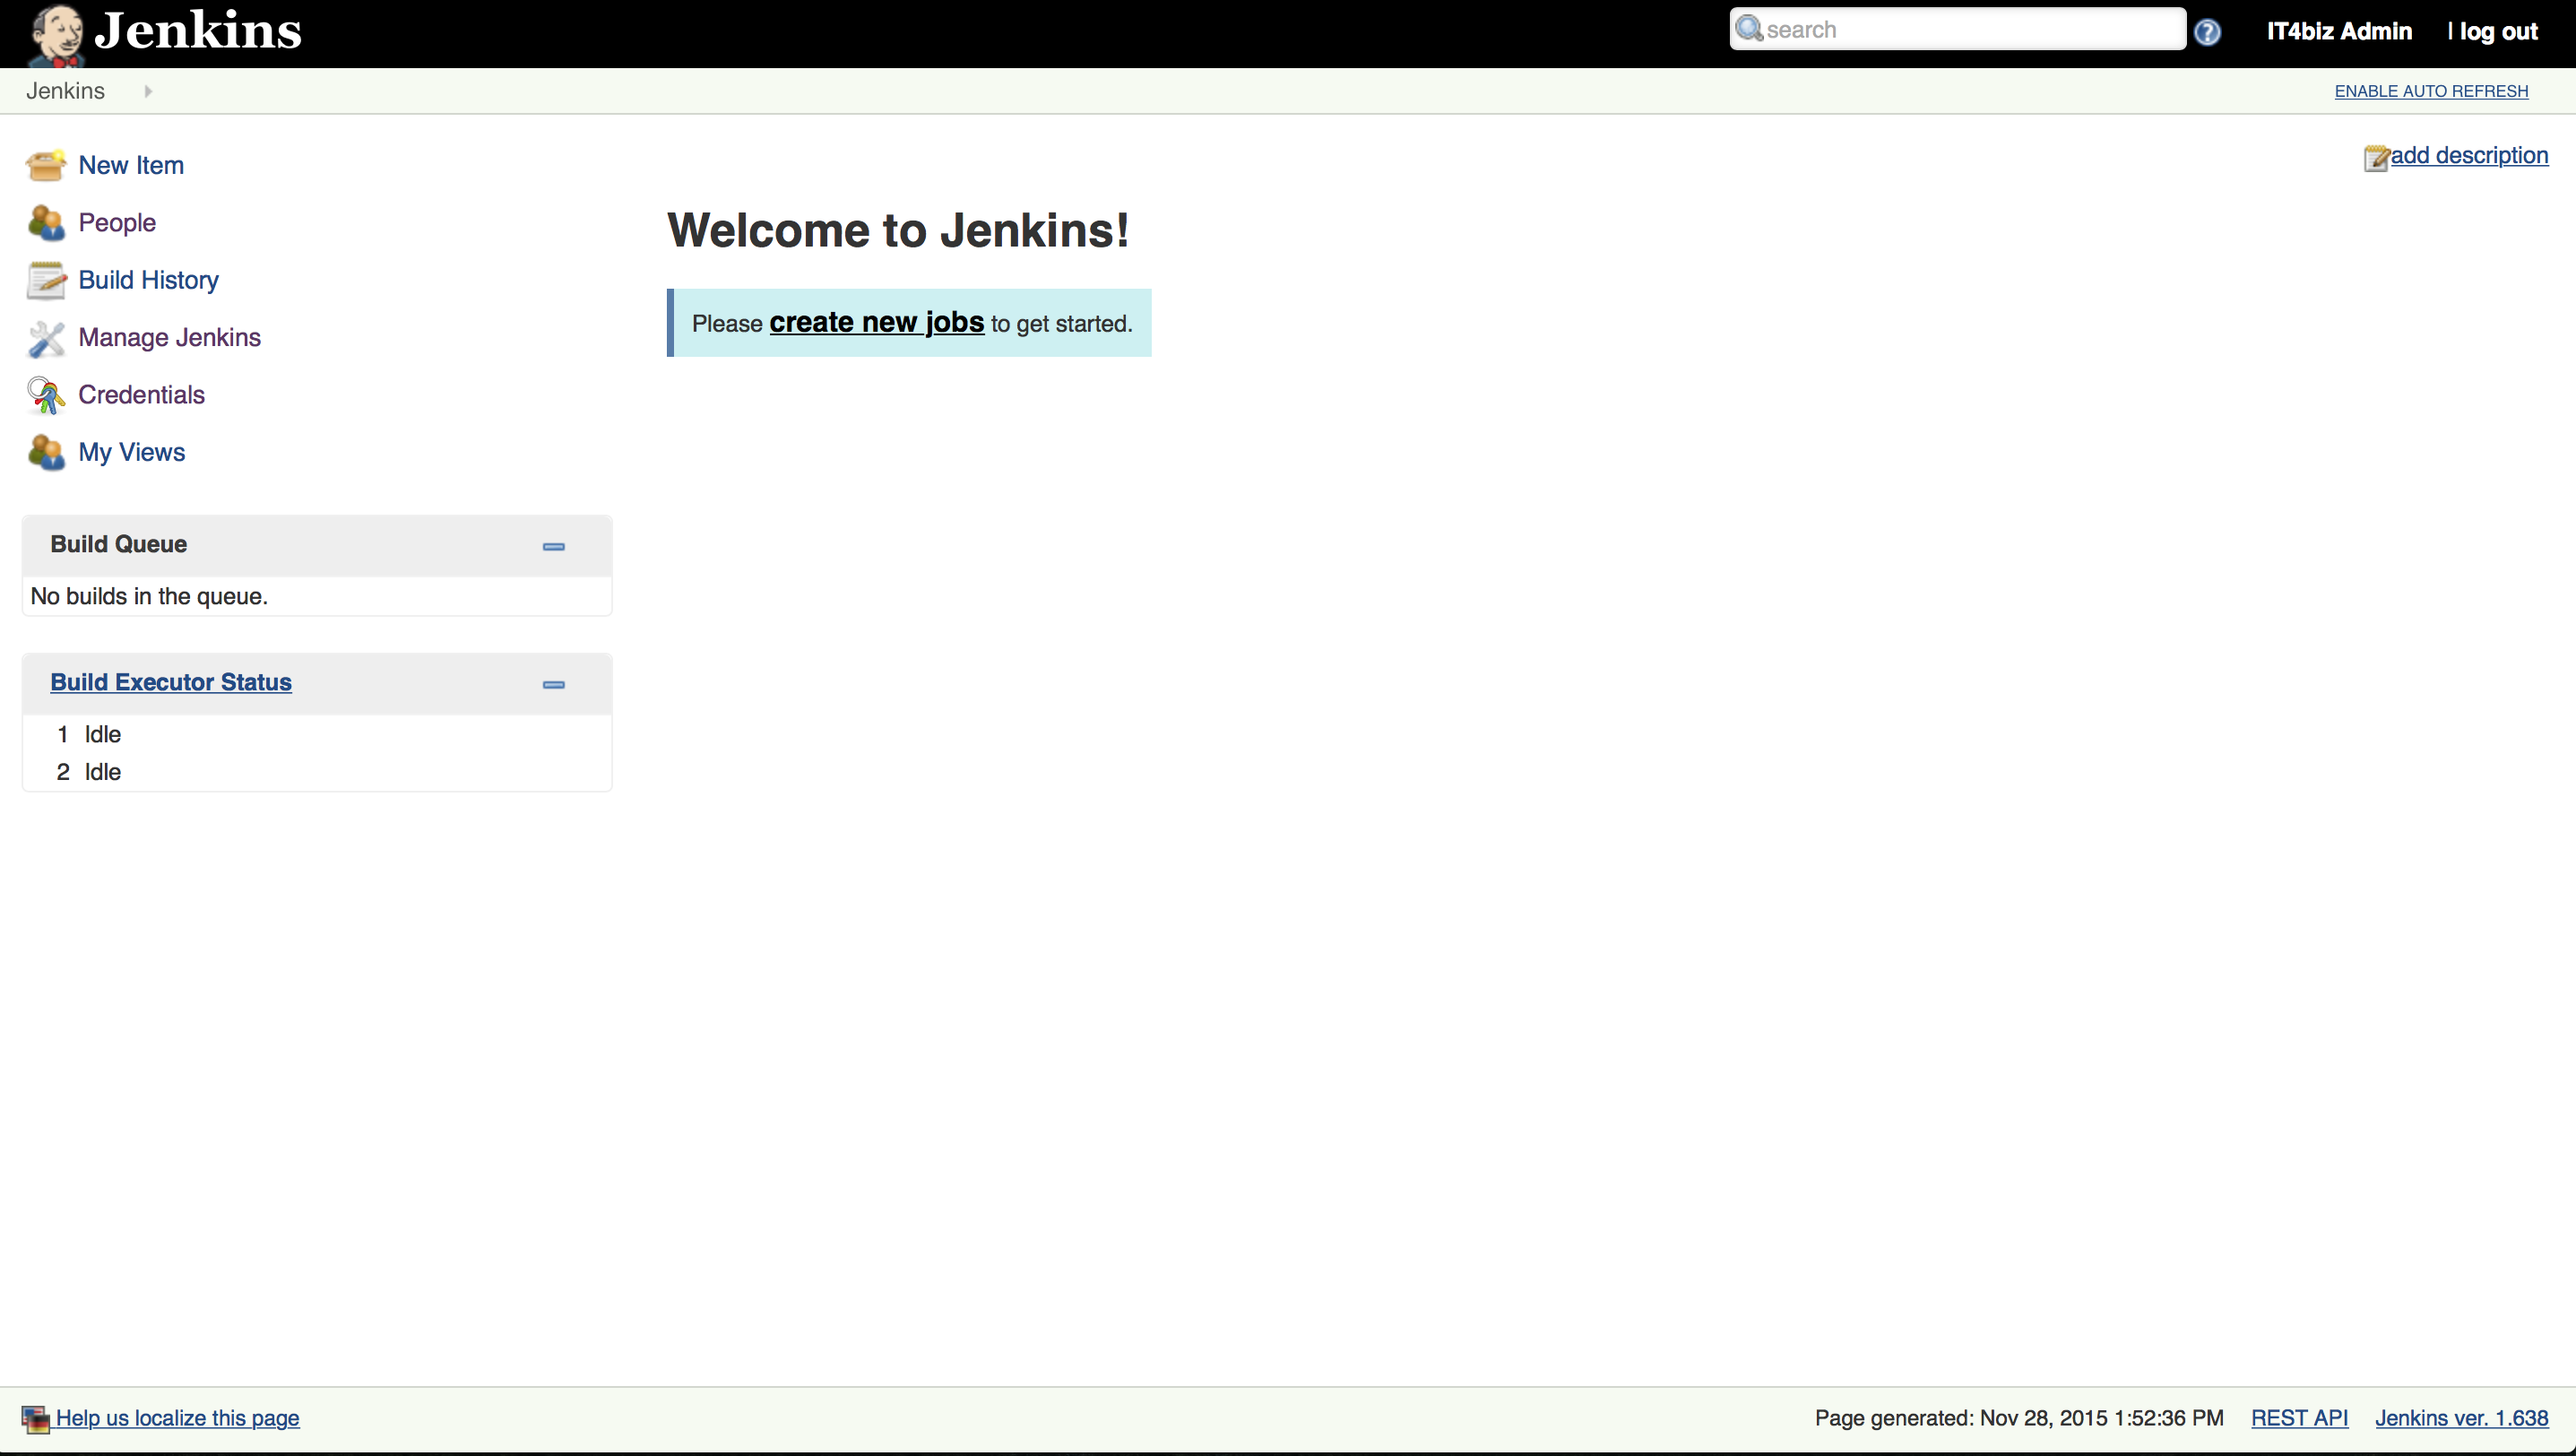 Jenkins
search
IT4biz Admin | log out
Jenkins
ENABLE AUTO REFRESH
New Item
People
Build History
Manage Jenkins
Credentials
My Views
add description
Welcome to Jenkins!
Please create new jobs to get started.
Build Queue
No builds in the queue.
Build Executor Status
1 Idle
2 Idle
Help us localize this page
Page generated: Nov 28, 2015 1:52:36 PM REST API Jenkins ver. 1.638